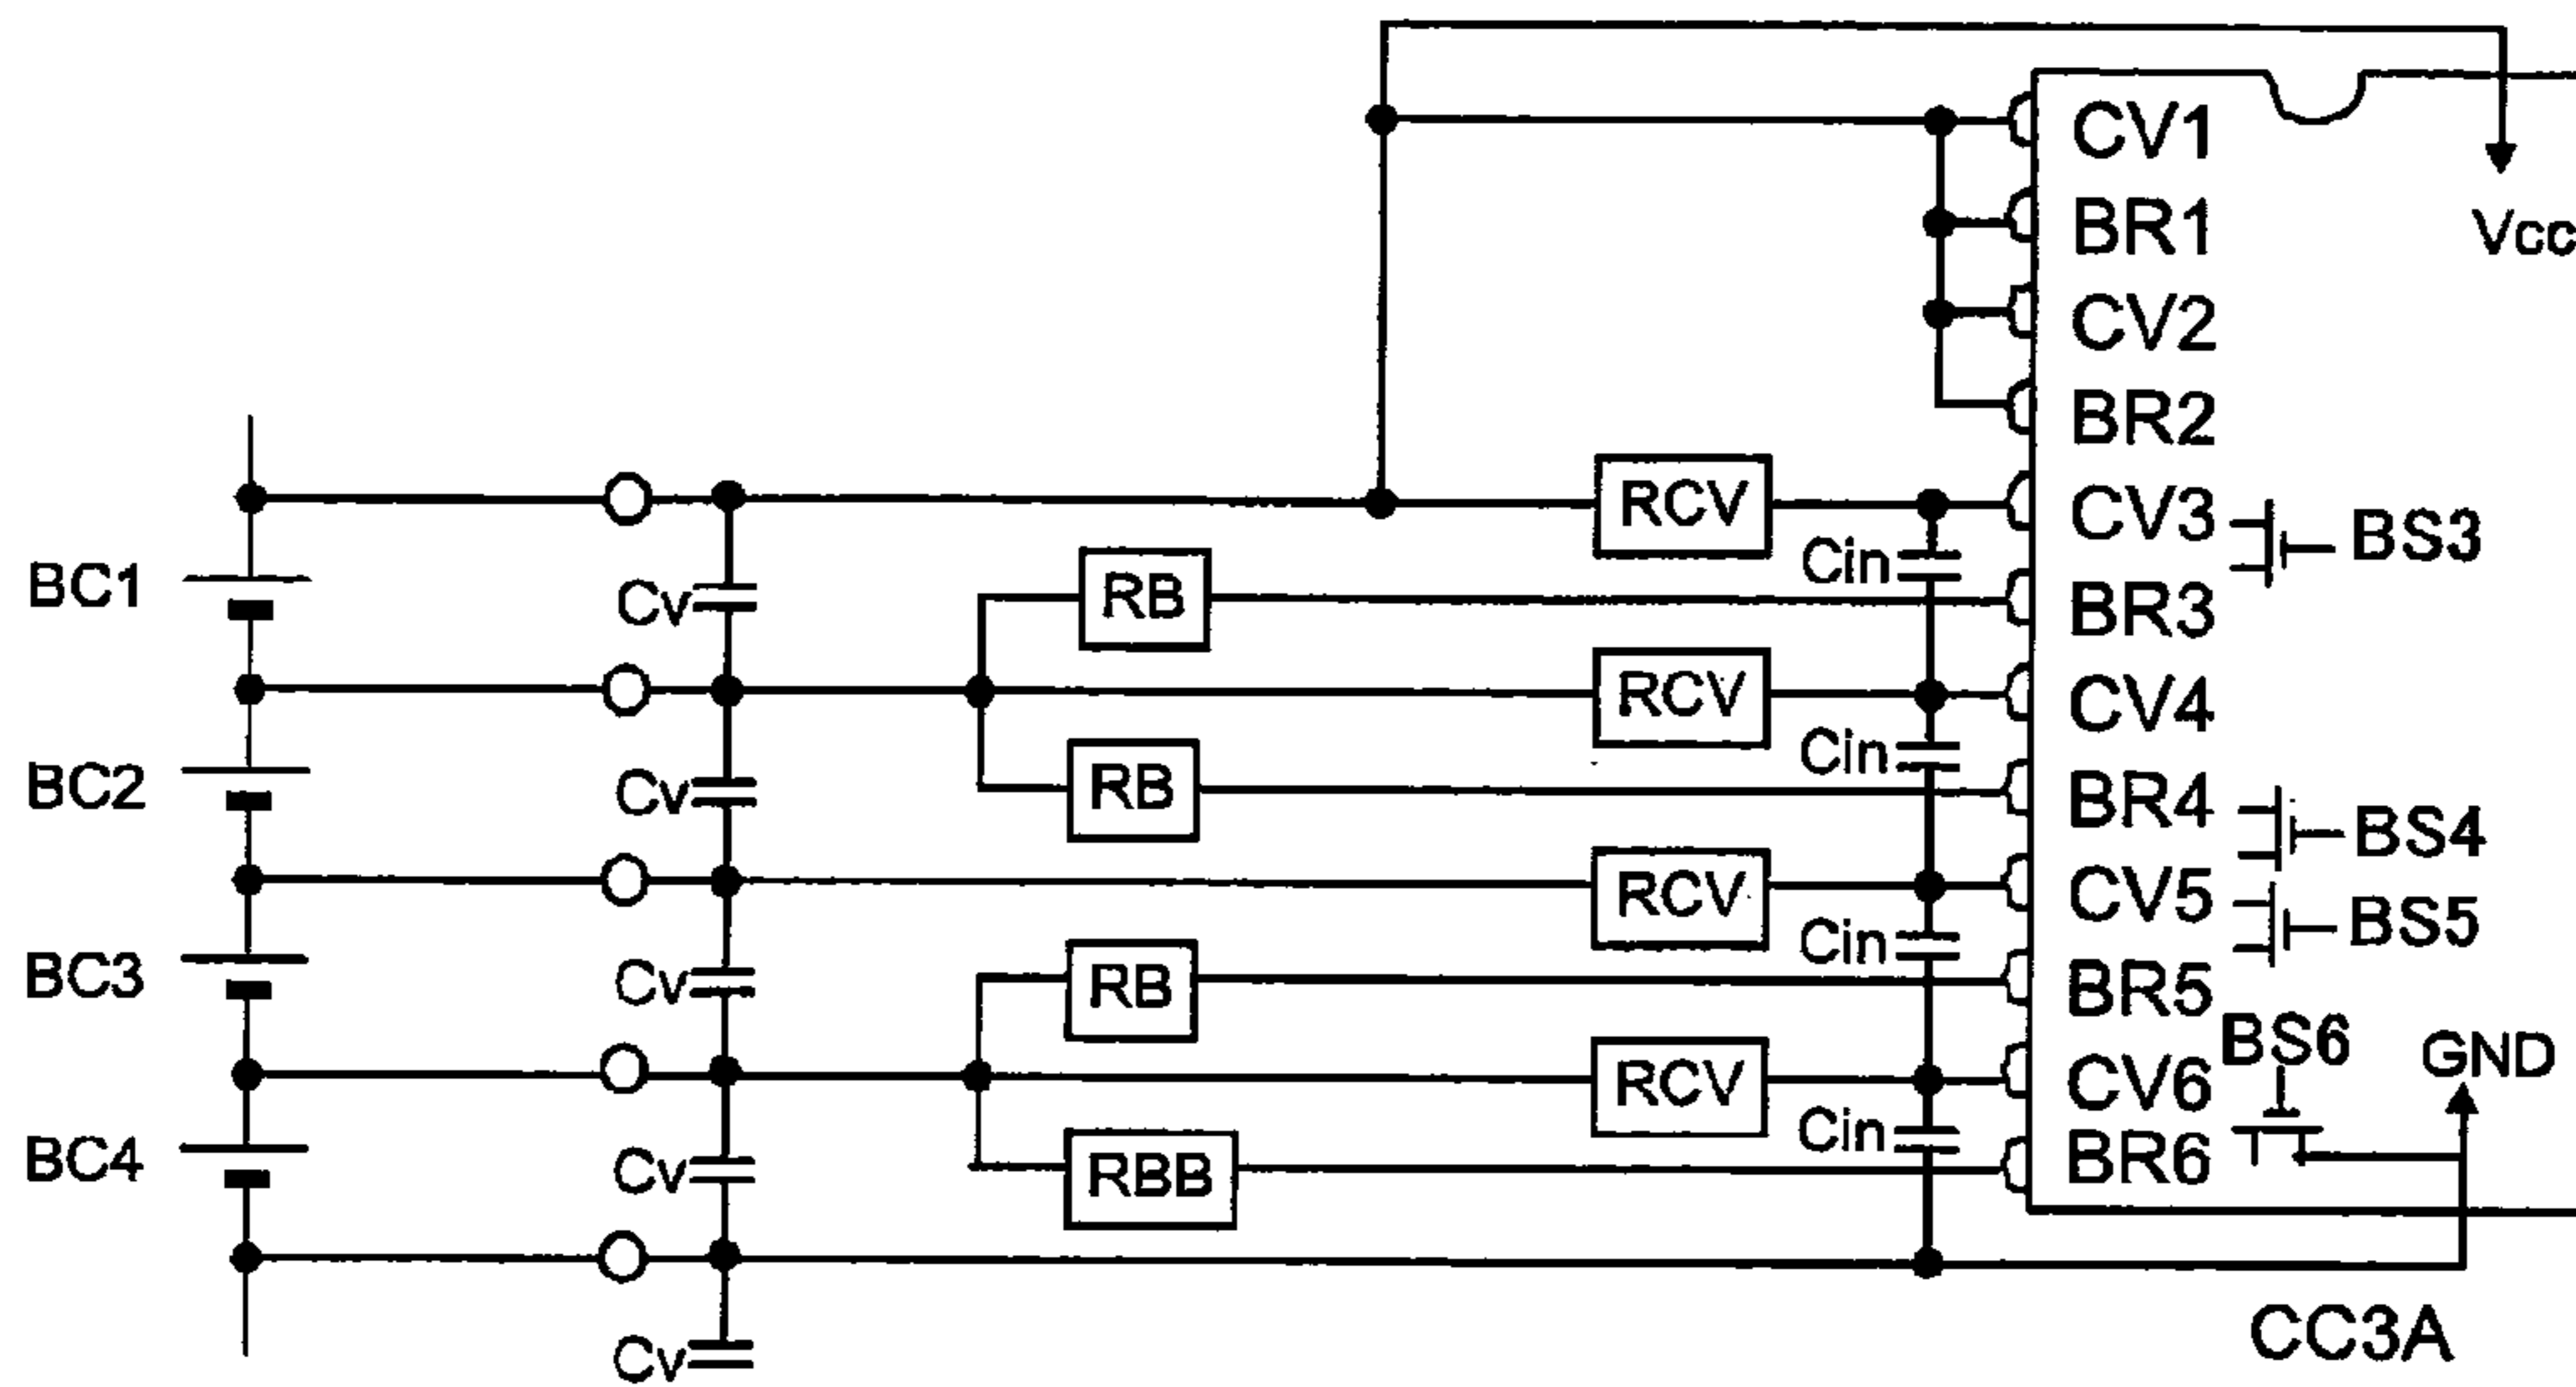 CV1
BR1
Vcc
CV2
BR2
RCV
CV3
BS3
BC1
Cv
RB
Cin
BR3
RCV
CV4
BC2
Cv
RB
Cin
BR4
BS4
RCV
CV5
BS5
BC3
Cv
RB
Cin
BR5
BS6
GND
RCV
CV6
BC4
Cv
RBB
Cin
BR6
Cv
CC3A